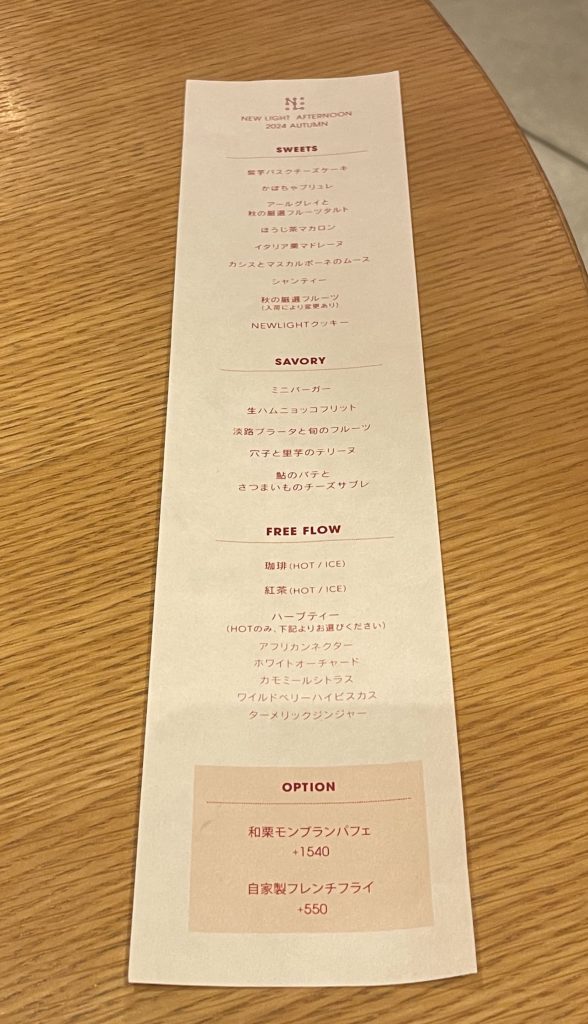 NEW LIGHT AFTERNOON
2024 AUTUMN
SWEETS
紫芋バスクチーズケーキ
かぼちゃブリュレ
アールグレイと
秋の厳選フルーツタルト
ほうじ茶マカロン
イタリア栗マドレーヌ
カシスとマスカルポーネのムース
シャンティー
秋の厳選フルーツ
(入荷により変更あり)
NEWLIGHTクッキー
SAVORY
ミニバーガー
生ハムニョッコフリット
淡路ブラータと旬のフルーツ
穴子と里芋のテリーヌ
鮎のパテと
さつまいものチーズサブレ
FREE FLOW
珈琲(HOT / ICE)
紅茶(HOT / ICE)
ハーブティー
(HOTのみ、下記よりお選びください)
アフリカンネクター
ホワイトオーチャード
カモミールシトラス
ワイルドベリーハイビスカス
ターメリックジンジャー
OPTION
和栗モンブランパフェ
+1540
自家製フレンチフライ
+550